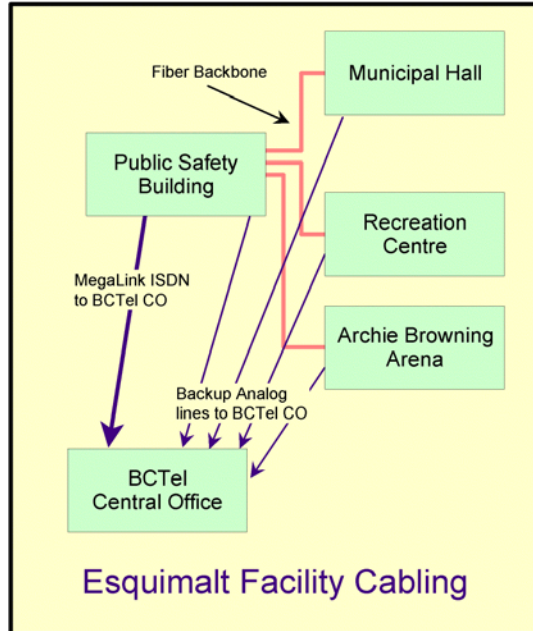 Fiber Backbone
Municipal Hall
Public Safety
Building
Recreation
Centre
MegaLink ISDN
to BCTel CO
Archie Browning
Arena
Backup Analog
lines to BCTel CO
BCTel
Central Office
Esquimalt Facility Cabling